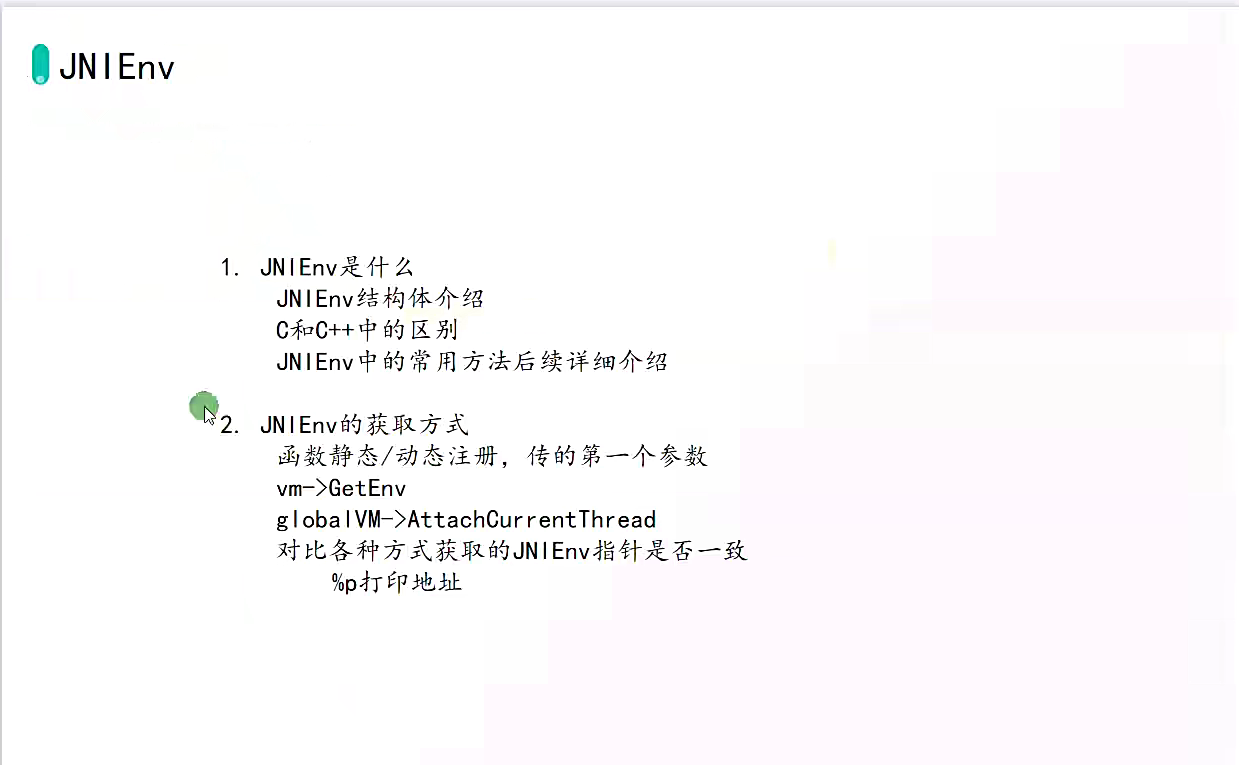 JNIEnv
1. JNIEnv是什么
JNIEnv结构体介绍
C和C++中的区别
JNIEnv中的常用方法后续详细介绍
2. JNIEnv的获取方式
函数静态/动态注册，传的第一个参数
vm->GetEnv
globalVM->AttachCurrentThread
对比各种方式获取的JNIEnv指针是否一致
%p打印地址